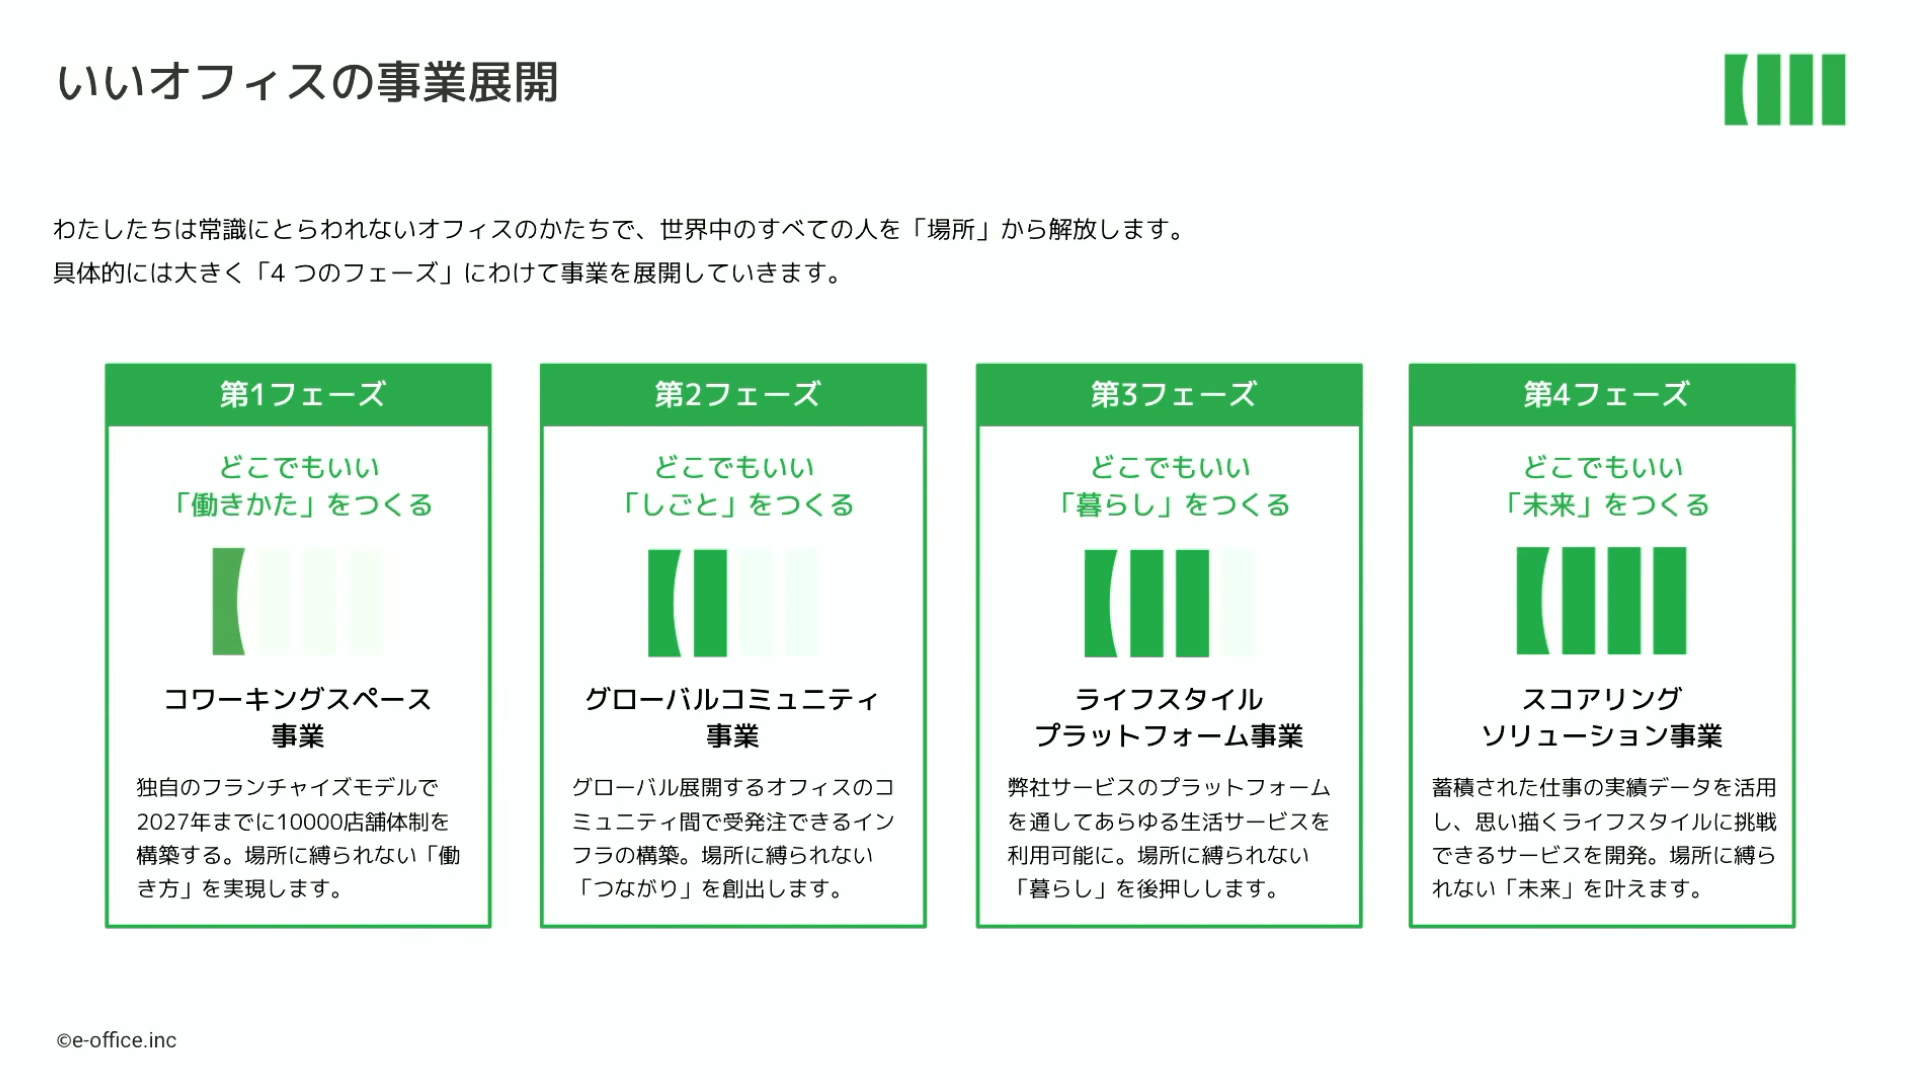 いいオフィスの事業展開
わたしたちは常識にとらわれないオフィスのかたちで、世界中のすべての人を「場所」から解放します。
具体的には大きく「4 つのフェーズ」にわけて事業を展開していきます。
第1フェーズ
どこでもいい
「働きかた」をつくる
コワーキングスペース
事業
独自のフランチャイズモデルで
2027年までに10000店舗体制を
構築する。場所に縛られない「働
き方」を実現します。
第2フェーズ
どこでもいい
「しごと」をつくる
グローバルコミュニティ
事業
グローバル展開するオフィスのコ
ミュニティ間で受発注できるイン
フラの構築。場所に縛られない
「つながり」を創出します。
第3フェーズ
どこでもいい
「暮らし」をつくる
ライフスタイル
プラットフォーム事業
弊社サービスのプラットフォーム
を通してあらゆる生活サービスを
利用可能に。場所に縛られない
「暮らし」を後押しします。
第4フェーズ
どこでもいい
「未来」をつくる
スコアリング
ソリューション事業
蓄積された仕事の実績データを活用
し、思い描くライフスタイルに挑戦
できるサービスを開発。場所に縛ら
れない「未来」を叶えます。
©e-office.inc